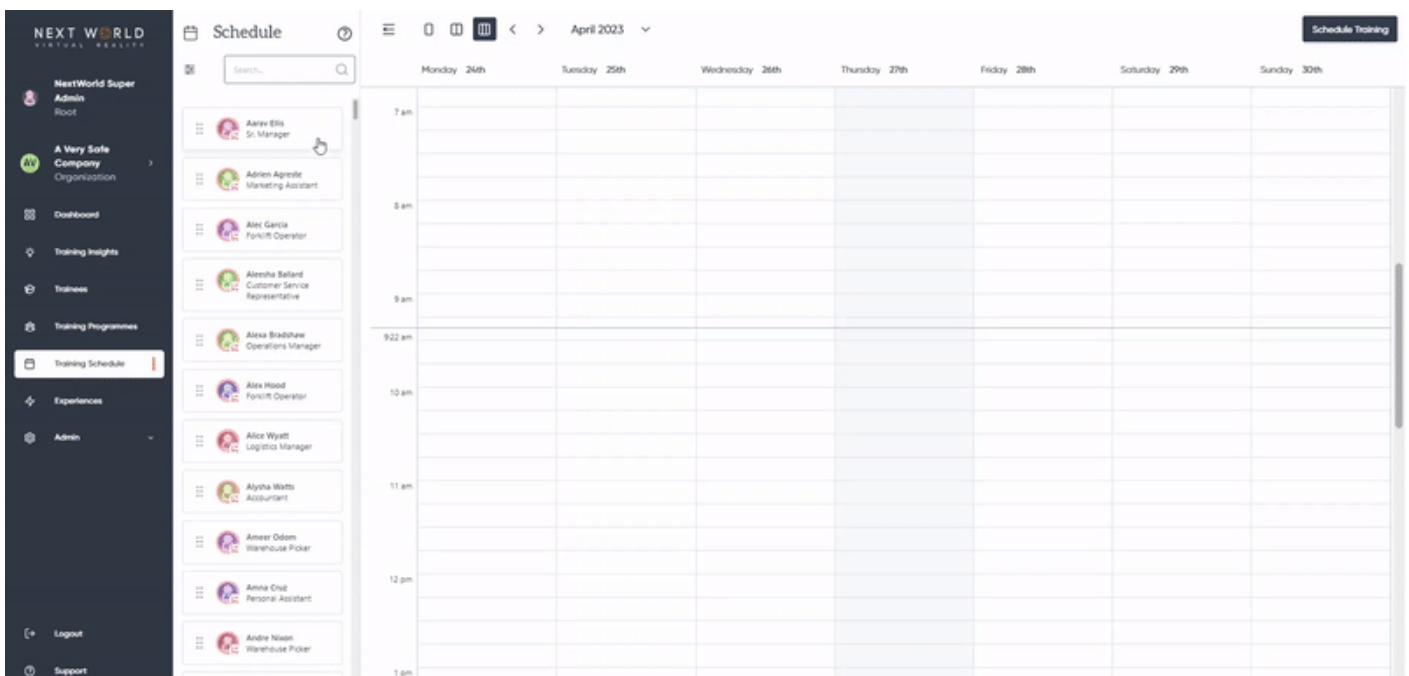 NEXT WORLD
VIRTUAL REALITY
NextWorld Super
Admin
Root
AV
A Very Safe
Company
Organization
Dashboard
Training Insights
Trainees
Training Programmes
Training Schedule
Experiences
Admin
Logout
Support
Schedule
Search...
Aarav Ellis
Sr. Manager
Adrien Agreste
Marketing Assistant
Alec Garcia
Forklift Operator
Aleesha Ballard
Customer Service
Representative
Alexa Bradshaw
Operations Manager
Alex Hood
Forklift Operator
Alice Wyatt
Logistics Manager
Alysha Watts
Accountant
Ameer Odom
Warehouse Picker
Amna Cruz
Personal Assistant
Andre Nixon
Warehouse Picker
April 2023
Schedule Training
Monday 24th
Tuesday 25th
Wednesday 26th
Thursday 27th
Friday 28th
Saturday 29th
Sunday 30th
7 am
8 am
9 am
9:22 am
10 am
11 am
12 pm
1 pm